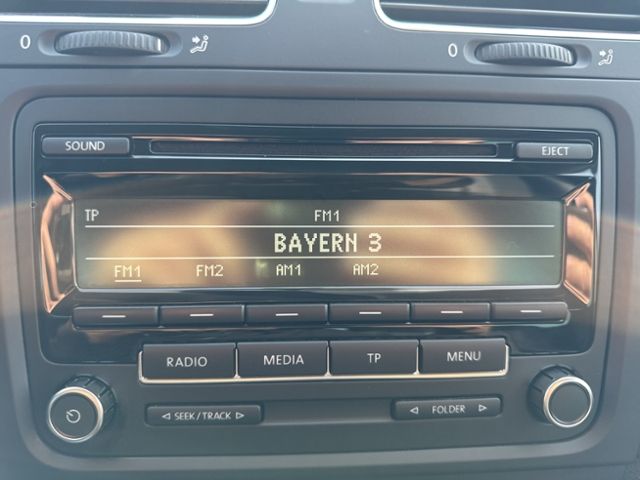 0 0
SOUND EJECT
TP FM1
BAYERN 3
FM1 FM2 AM1 AM2
RADIO MEDIA TP MENU
◁ SEEK/TRACK ▷ ◁ FOLDER ▷